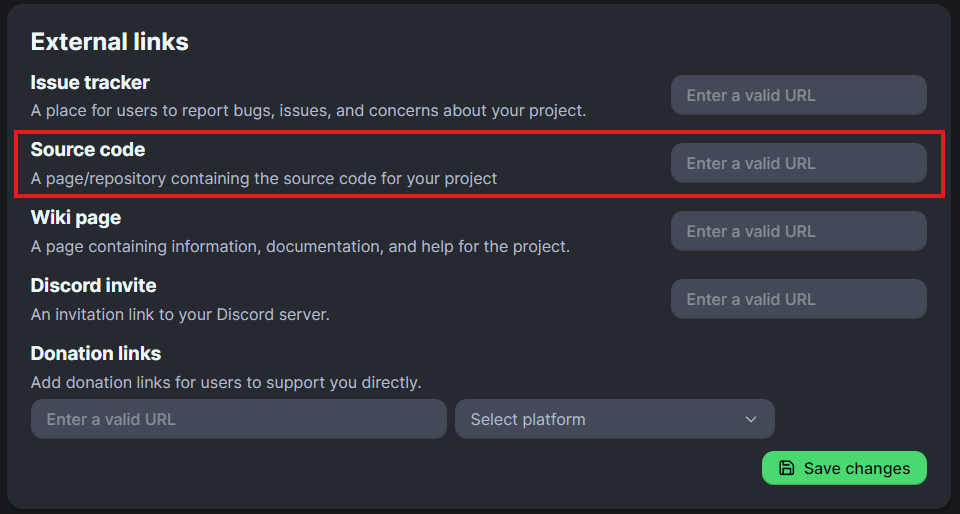 External links
Issue tracker
A place for users to report bugs, issues, and concerns about your project.
Enter a valid URL
Source code
A page/repository containing the source code for your project
Enter a valid URL
Wiki page
A page containing information, documentation, and help for the project.
Enter a valid URL
Discord invite
An invitation link to your Discord server.
Enter a valid URL
Donation links
Add donation links for users to support you directly.
Enter a valid URL
Select platform
Save changes